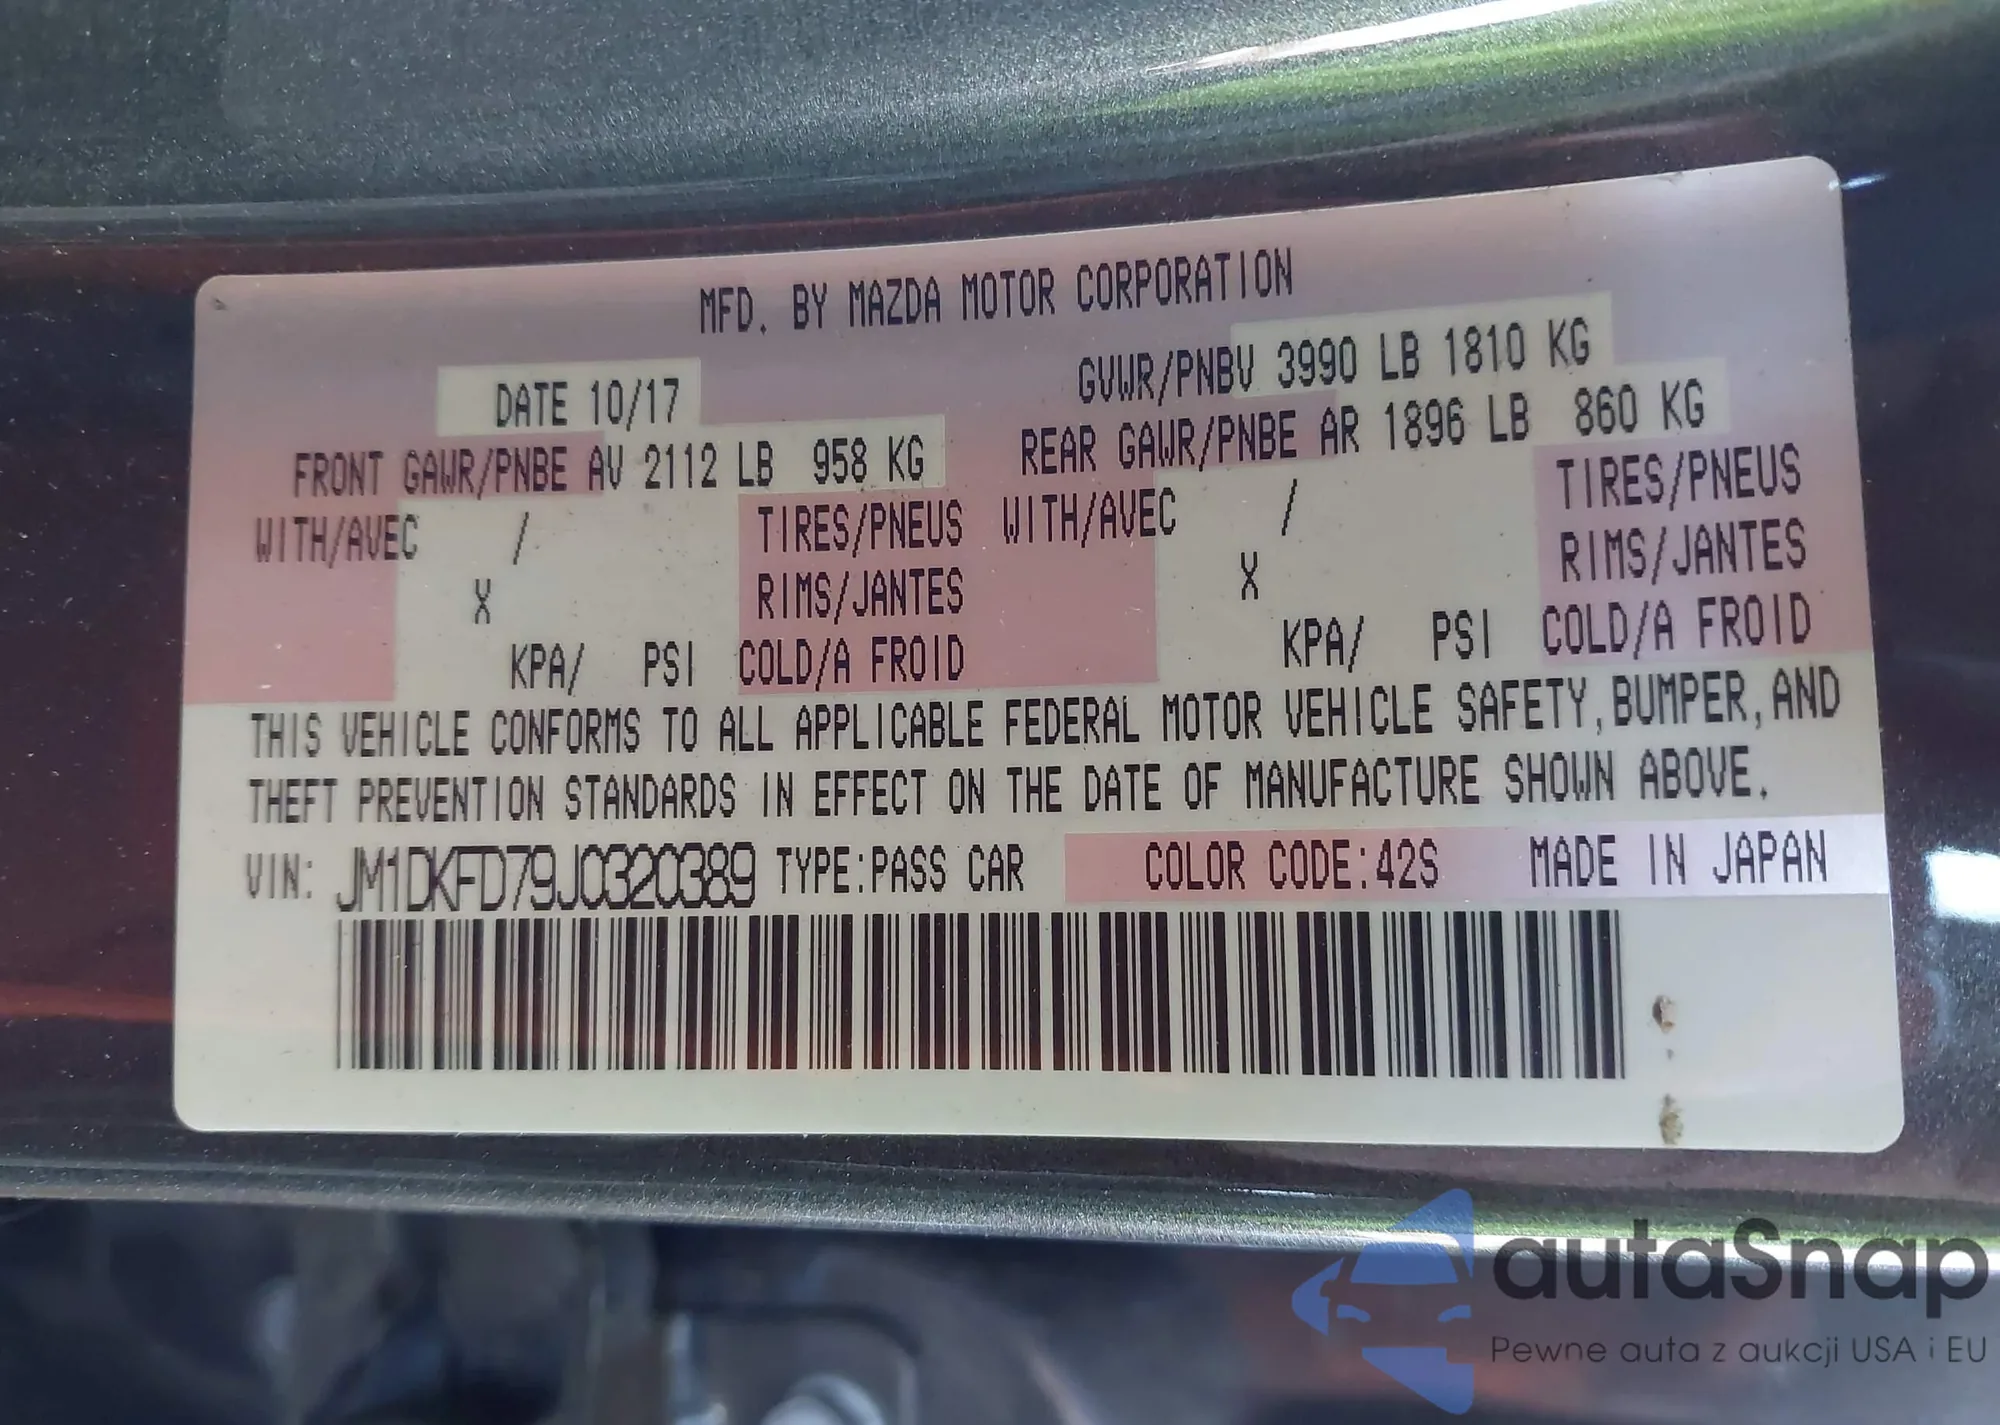 MFD. BY MAZDA MOTOR CORPORATION
DATE 10/17
GVWR/PNBV 3990 LB 1810 KG
FRONT GAWR/PNBE AV 2112 LB 958 KG
REAR GAWR/PNBE AR 1896 LB 860 KG
WITH/AVEC / TIRES/PNEUS
X RIMS/JANTES
KPA/ PSI COLD/A FROID
WITH/AVEC / TIRES/PNEUS
X RIMS/JANTES
KPA/ PSI COLD/A FROID
THIS VEHICLE CONFORMS TO ALL APPLICABLE FEDERAL MOTOR VEHICLE SAFETY, BUMPER, AND
THEFT PREVENTION STANDARDS IN EFFECT ON THE DATE OF MANUFACTURE SHOWN ABOVE.
VIN: JM1DKFD79J0320389 TYPE:PASS CAR COLOR CODE:42S MADE IN JAPAN
autaSnap
Pewne auta z aukcji USA i EU